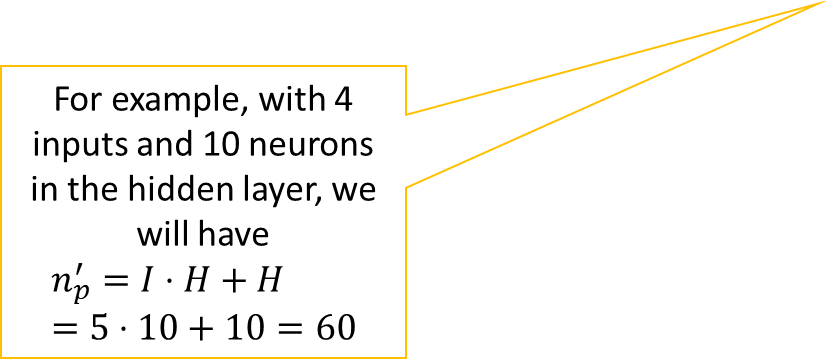 For example, with 4
inputs and 10 neurons
in the hidden layer, we
will have
𝑛′ₚ = 𝐼 · 𝐻 + 𝐻
= 5 · 10 + 10 = 60